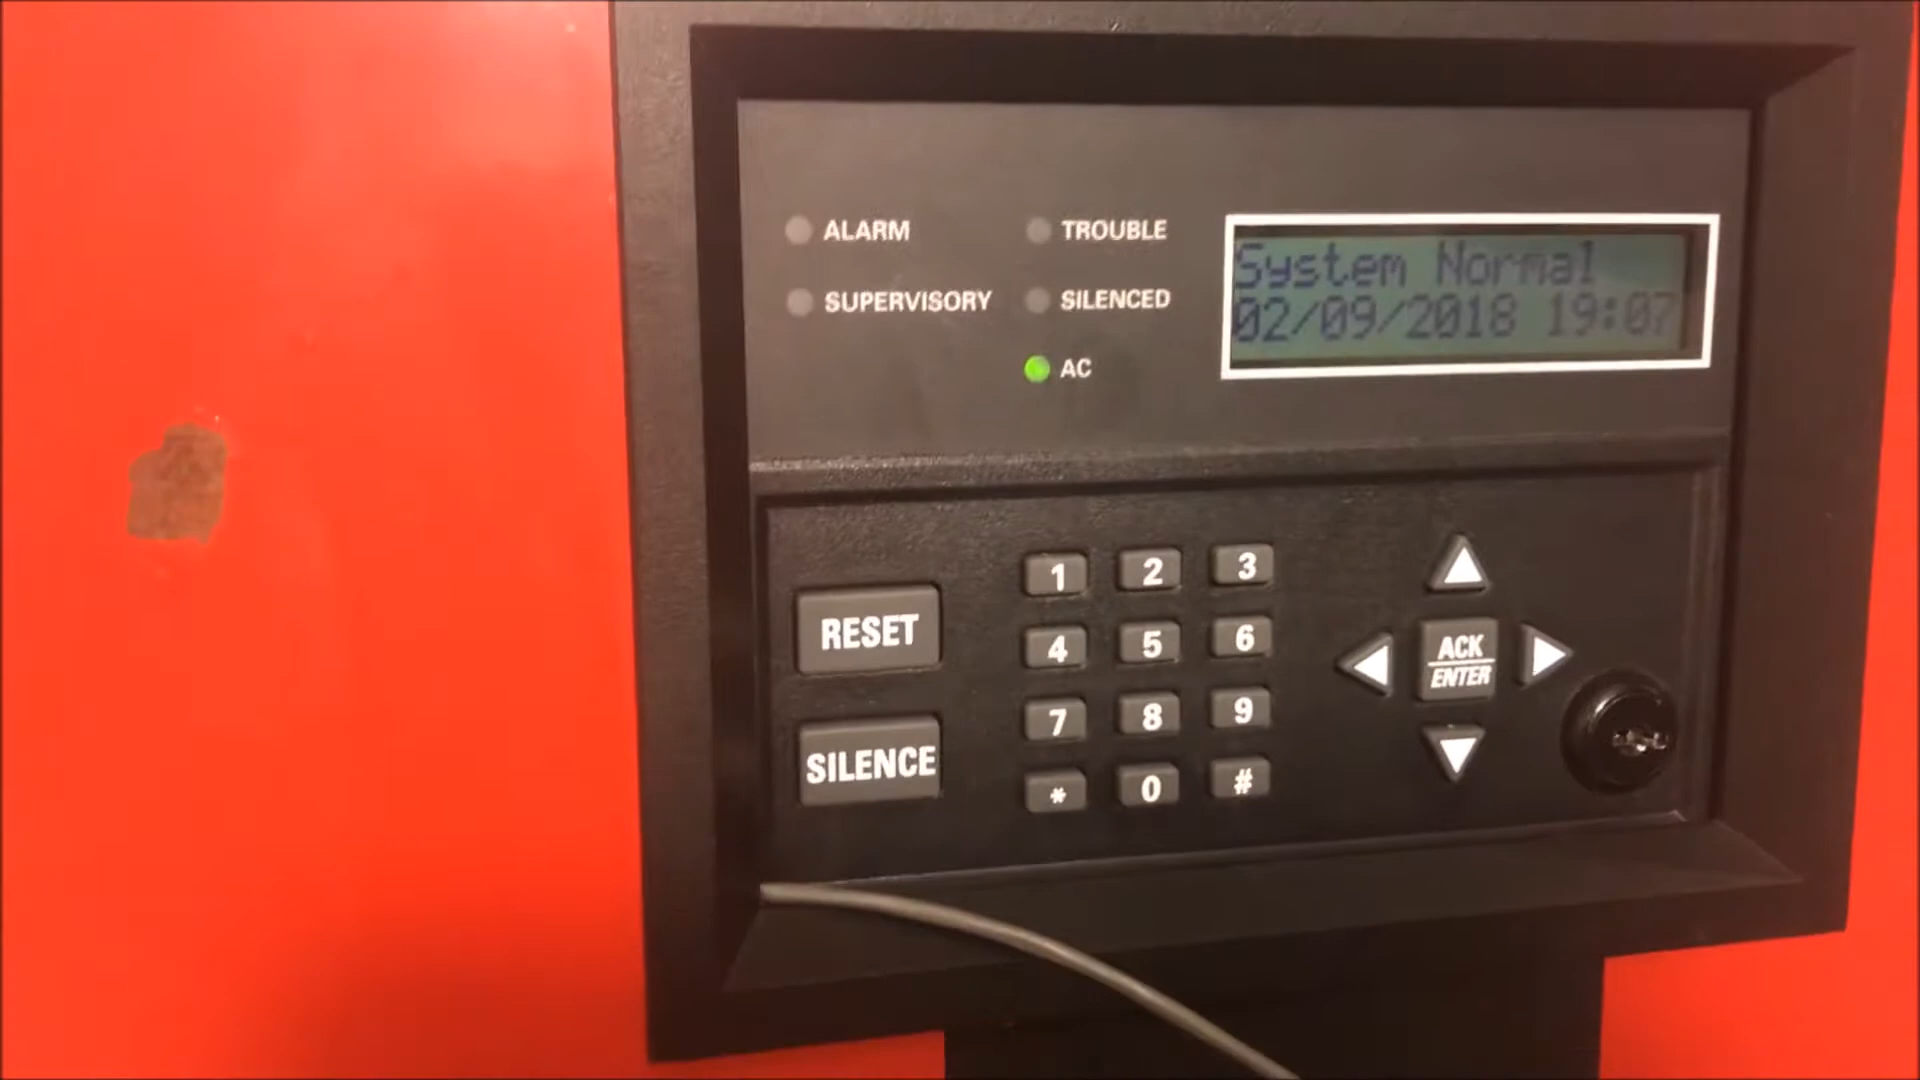 ALARM TROUBLE
SUPERVISORY SILENCED
AC
System Normal
02/09/2018 19:07
RESET
SILENCE
1 2 3
4 5 6
7 8 9
* 0 #
ACK
ENTER